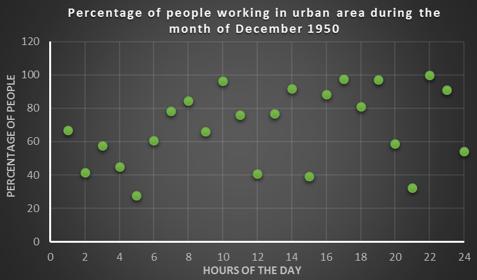 Percentage of people working in urban area during the
month of December 1950
120
100
80
60
40
20
0
PERCENTAGE OF PEOPLE
0 2 4 6 8 10 12 14 16 18 20 22 24
HOURS OF THE DAY